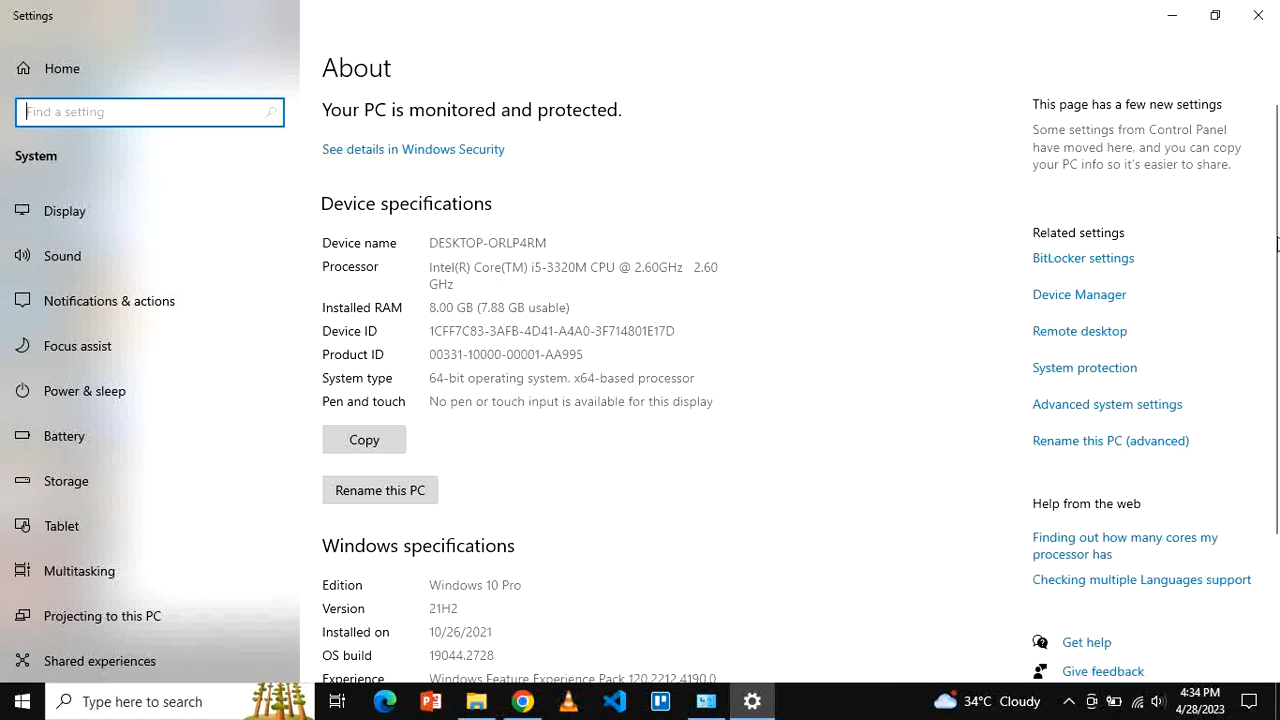 Settings
Home
Find a setting
System
Display
Sound
Notifications & actions
Focus assist
Power & sleep
Battery
Storage
Tablet
Multitasking
Projecting to this PC
Shared experiences
About
Your PC is monitored and protected.
See details in Windows Security
Device specifications
Device name DESKTOP-ORLP4RM
Processor Intel(R) Core(TM) i5-3320M CPU @ 2.60GHz 2.60
GHz
Installed RAM 8.00 GB (7.88 GB usable)
Device ID 1CFF7C83-3AFB-4D41-A4A0-3F714801E17D
Product ID 00331-10000-00001-AA995
System type 64-bit operating system, x64-based processor
Pen and touch No pen or touch input is available for this display
Copy
Rename this PC
Windows specifications
Edition Windows 10 Pro
Version 21H2
Installed on 10/26/2021
OS build 19044.2728
Experience Windows Feature Experience Pack 120.2212.4190.0
This page has a few new settings
Some settings from Control Panel
have moved here, and you can copy
your PC info so it's easier to share.
Related settings
BitLocker settings
Device Manager
Remote desktop
System protection
Advanced system settings
Rename this PC (advanced)
Help from the web
Finding out how many cores my
processor has
Checking multiple Languages support
Get help
Give feedback
Type here to search
34°C Cloudy
4:34 PM
4/28/2023